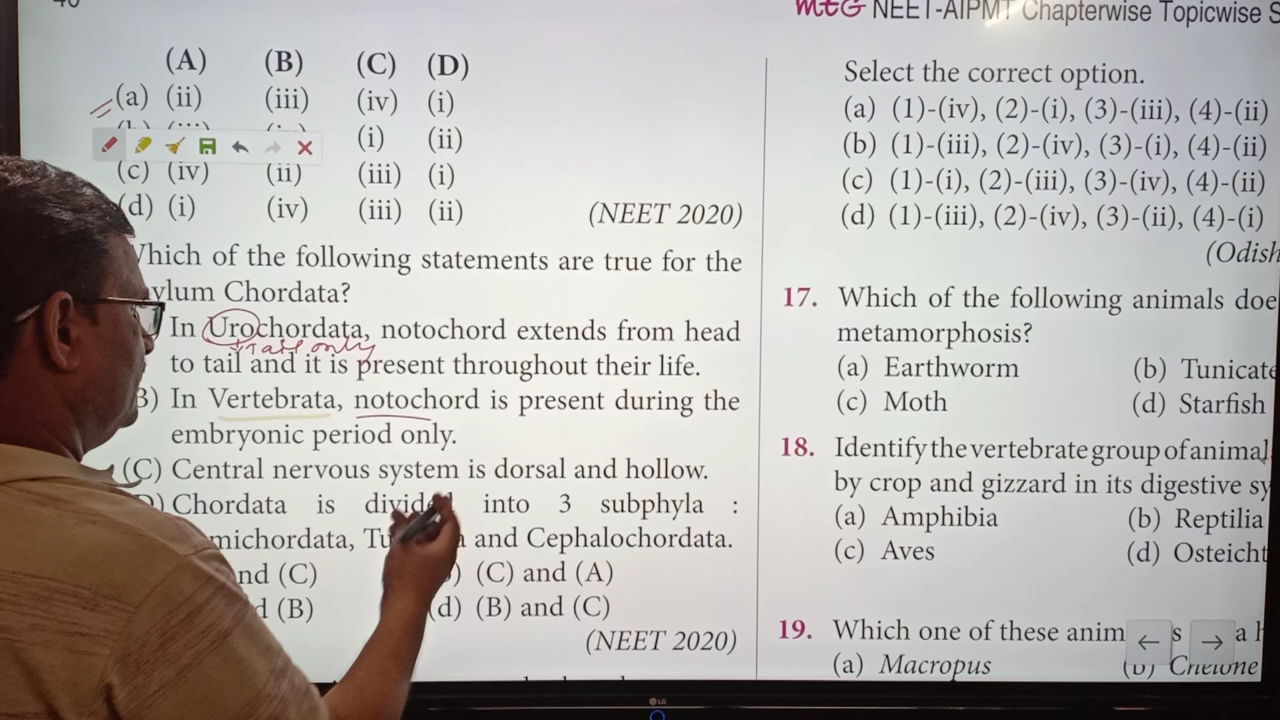 MtG NEET-AIPMT Chapterwise Topicwise S
(A) (B) (C) (D)
(a) (ii) (iii) (iv) (i)
(i) (ii)
(c) (iv) (ii) (iii) (i)
(d) (i) (iv) (iii) (ii)
(NEET 2020)
Which of the following statements are true for the
ylum Chordata?
In Urochordata, notochord extends from head
Tail only
to tail and it is present throughout their life.
B) In Vertebrata, notochord is present during the
embryonic period only.
(C) Central nervous system is dorsal and hollow.
D) Chordata is divided into 3 subphyla :
michordata, and Cephalochordata.
nd (C) (C) and (A)
d (B) (d) (B) and (C)
(NEET 2020)
Select the correct option.
(a) (1)-(iv), (2)-(i), (3)-(iii), (4)-(ii)
(b) (1)-(iii), (2)-(iv), (3)-(i), (4)-(ii)
(c) (1)-(i), (2)-(iii), (3)-(iv), (4)-(ii)
(d) (1)-(iii), (2)-(iv), (3)-(ii), (4)-(i)
(Odish
17. Which of the following animals doe
metamorphosis?
(a) Earthworm (b) Tunicate
(c) Moth (d) Starfish
18. Identify the vertebrate group of animal
by crop and gizzard in its digestive sy
(a) Amphibia (b) Reptilia
(c) Aves (d) Osteicht
19. Which one of these anim s a h
(a) Macropus (b) Chelone
LG